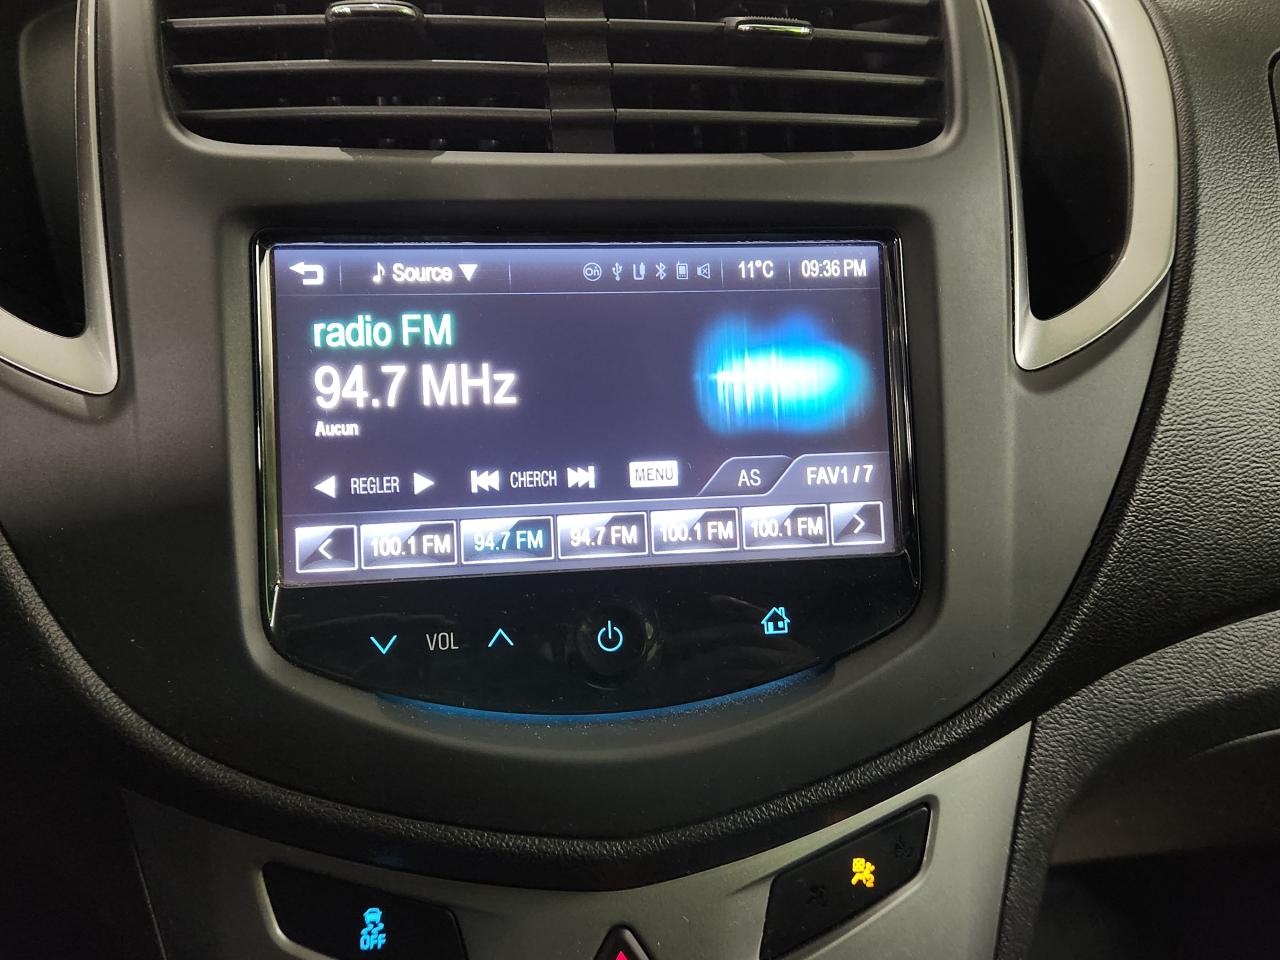 Source 11°C 09:36 PM
radio FM
94.7 MHz
Aucun
REGLER CHERCH MENU AS FAV1/7
100.1 FM 94.7 FM 94.7 FM 100.1 FM 100.1 FM
VOL
OFF
2